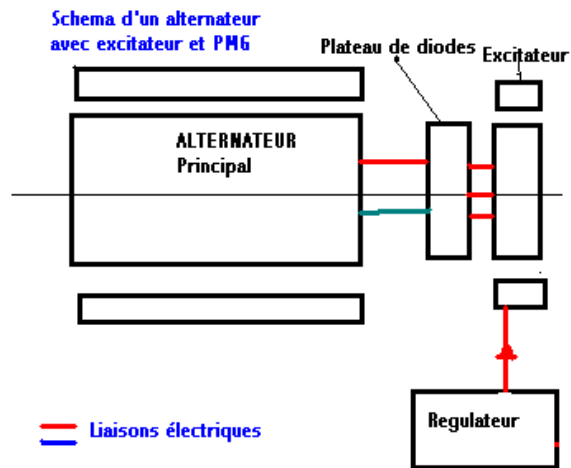 Schema d'un alternateur
avec excitateur et PMG
Plateau de diodes
Excitateur
ALTERNATEUR
Principal
Regulateur
Liaisons électriques